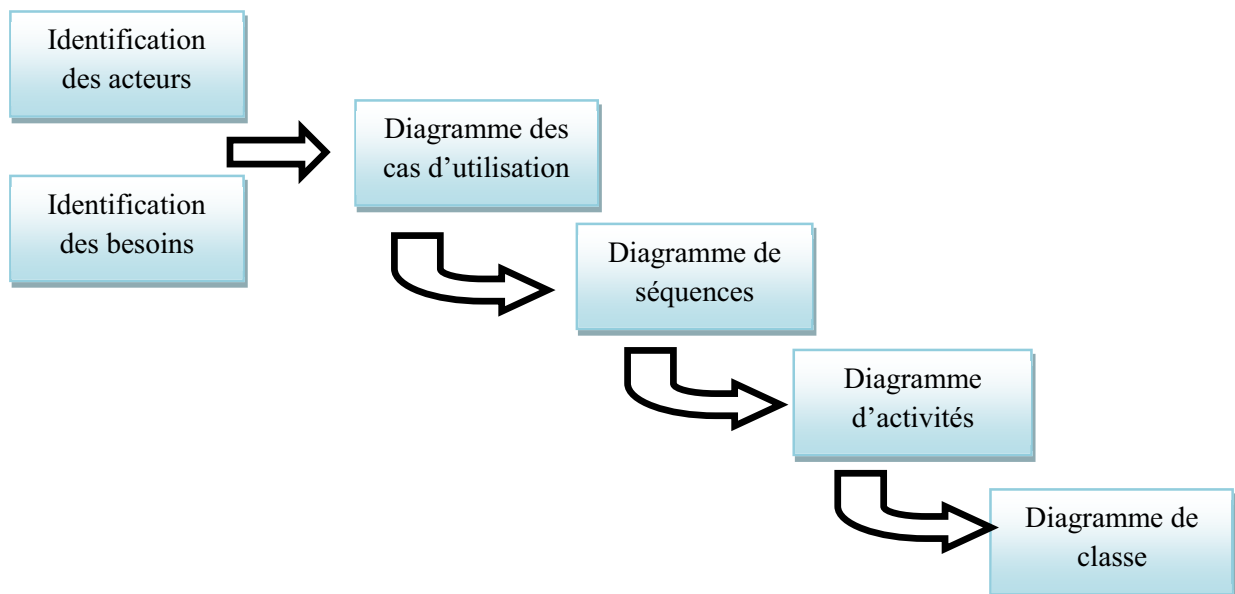 Identification
des acteurs
Identification
des besoins
Diagramme des
cas d’utilisation
Diagramme de
séquences
Diagramme
d’activités
Diagramme de
classe